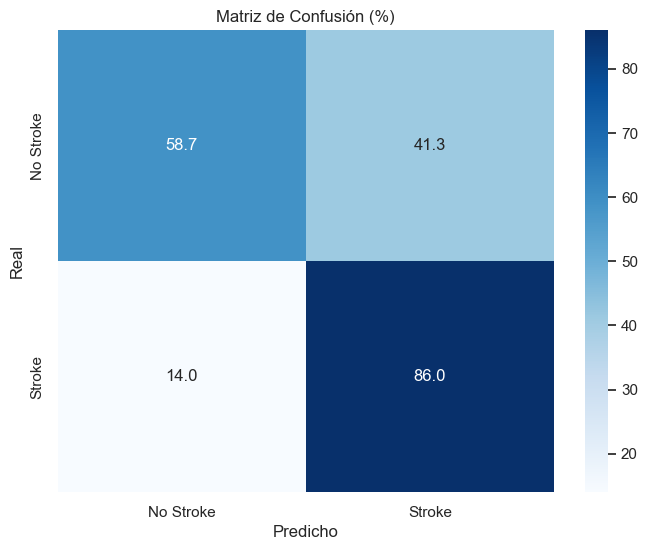 Matriz de Confusión (%)
Real
No Stroke
58.7
41.3
Stroke
14.0
86.0
No Stroke
Stroke
Predicho
80
70
60
50
40
30
20